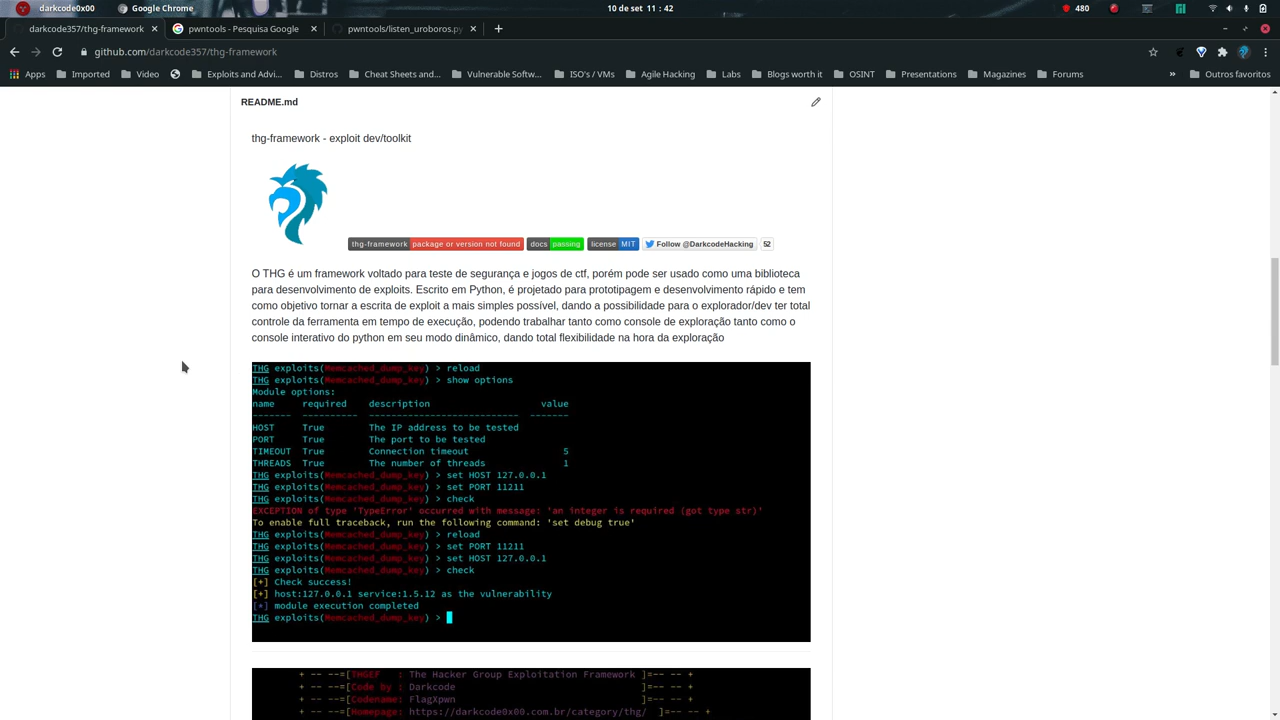 darkcode0x00 Google Chrome 10 de set 11 : 42 480
darkcode357/thg-framework pwntools - Pesquisa Google pwntools/listen_uroboros.py
github.com/darkcode357/thg-framework
Apps Imported Video Exploits and Advi... Distros Cheat Sheets and... Vulnerable Softw... ISO's / VMs Agile Hacking Labs Blogs worth it OSINT Presentations Magazines Forums » Outros favoritos
README.md
thg-framework - exploit dev/toolkit
thg-framework package or version not found docs passing license MIT Follow @DarkcodeHacking 52
O THG é um framework voltado para teste de segurança e jogos de ctf, porém pode ser usado como uma biblioteca
para desenvolvimento de exploits. Escrito em Python, é projetado para prototipagem e desenvolvimento rápido e tem
como objetivo tornar a escrita de exploit a mais simples possível, dando a possibilidade para o explorador/dev ter total
controle da ferramenta em tempo de execução, podendo trabalhar tanto como console de exploração tanto como o
console interativo do python em seu modo dinâmico, dando total flexibilidade na hora da exploração
THG exploits(Memcached_dump_key) > reload
THG exploits(Memcached_dump_key) > show options
Module options:
name required description value
------- ---------- --------------------------- -------
HOST True The IP address to be tested
PORT True The port to be tested
TIMEOUT True Connection timeout 5
THREADS True The number of threads 1
THG exploits(Memcached_dump_key) > set HOST 127.0.0.1
THG exploits(Memcached_dump_key) > set PORT 11211
THG exploits(Memcached_dump_key) > check
EXCEPTION of type 'TypeError' occurred with message: 'an integer is required (got type str)'
To enable full traceback, run the following command: 'set debug true'
THG exploits(Memcached_dump_key) > reload
THG exploits(Memcached_dump_key) > set PORT 11211
THG exploits(Memcached_dump_key) > set HOST 127.0.0.1
THG exploits(Memcached_dump_key) > check
[+] Check success!
[+] host:127.0.0.1 service:1.5.12 as the vulnerability
[*] module execution completed
THG exploits(Memcached_dump_key) >
+ -- --=[THGEF : The Hacker Group Exploitation Framework ]=-- -- +
+ -- --=[Code by : Darkcode ]=-- -- +
+ -- --=[Codename: FlagXpwn ]=-- -- +
+ -- --=[Homepage: https://darkcode0x00.com.br/category/thg/ ]=-- -- +